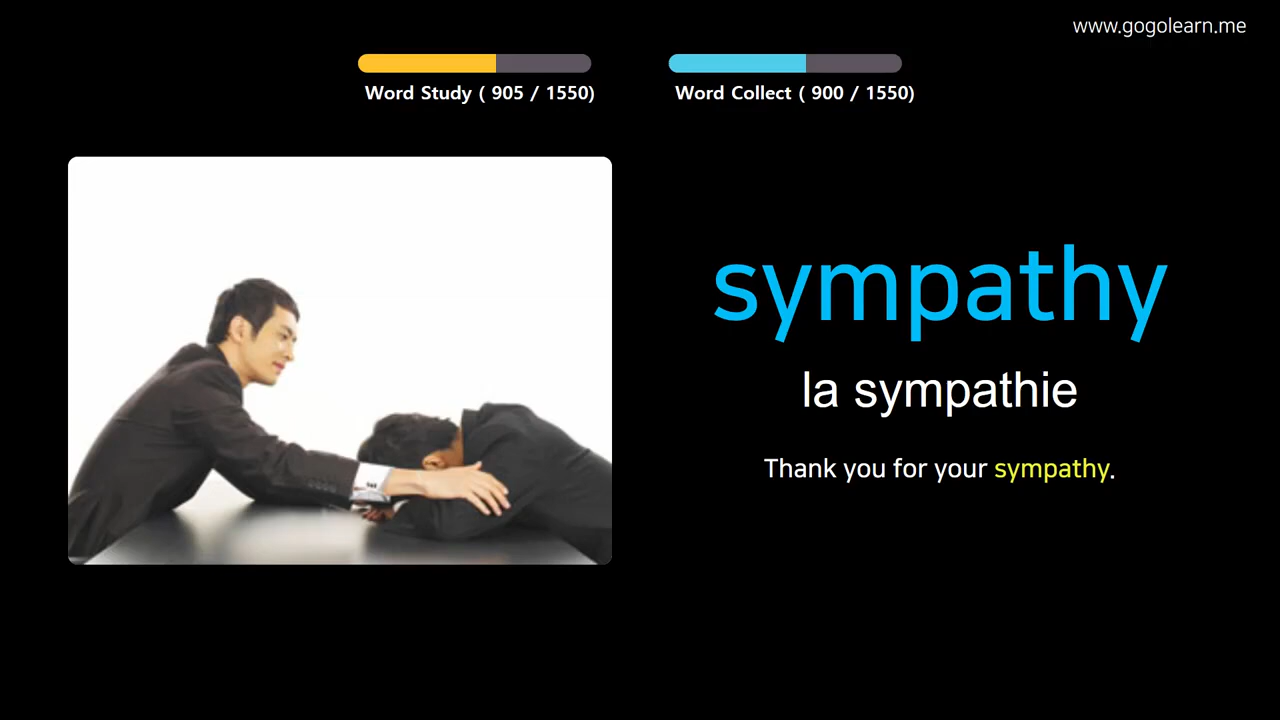 www.gogolearn.me
Word Study ( 905 / 1550)
Word Collect ( 900 / 1550)
sympathy
la sympathie
Thank you for your sympathy.